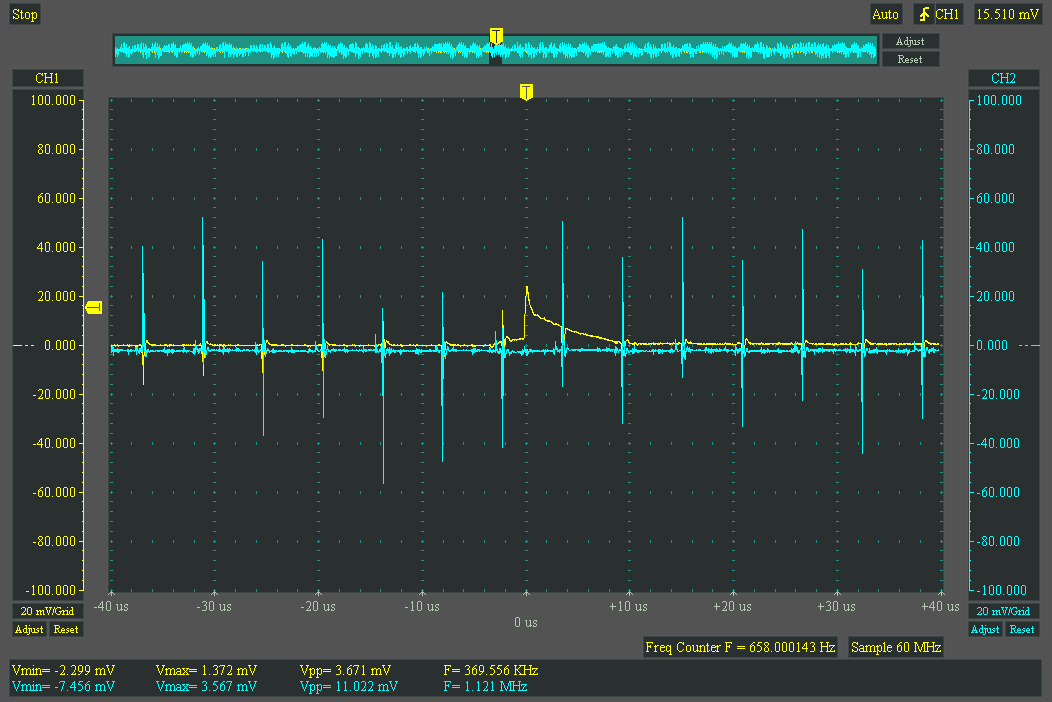 Stop
Auto CH1 15.510 mV
T
Adjust
Reset
CH1
CH2
T
100.000
80.000
60.000
40.000
20.000
0.000
-20.000
-40.000
-60.000
-80.000
-100.000
100.000
80.000
60.000
40.000
20.000
0.000
-20.000
-40.000
-60.000
-80.000
-100.000
-40 us -30 us -20 us -10 us +10 us +20 us +30 us +40 us
0 us
20 mV/Grid
Adjust Reset
20 mV/Grid
Adjust Reset
Freq Counter F = 658.000143 Hz Sample 60 MHz
Vmin= -2.299 mV Vmax= 1.372 mV Vpp= 3.671 mV F= 369.556 KHz
Vmin= -7.456 mV Vmax= 3.567 mV Vpp= 11.022 mV F= 1.121 MHz